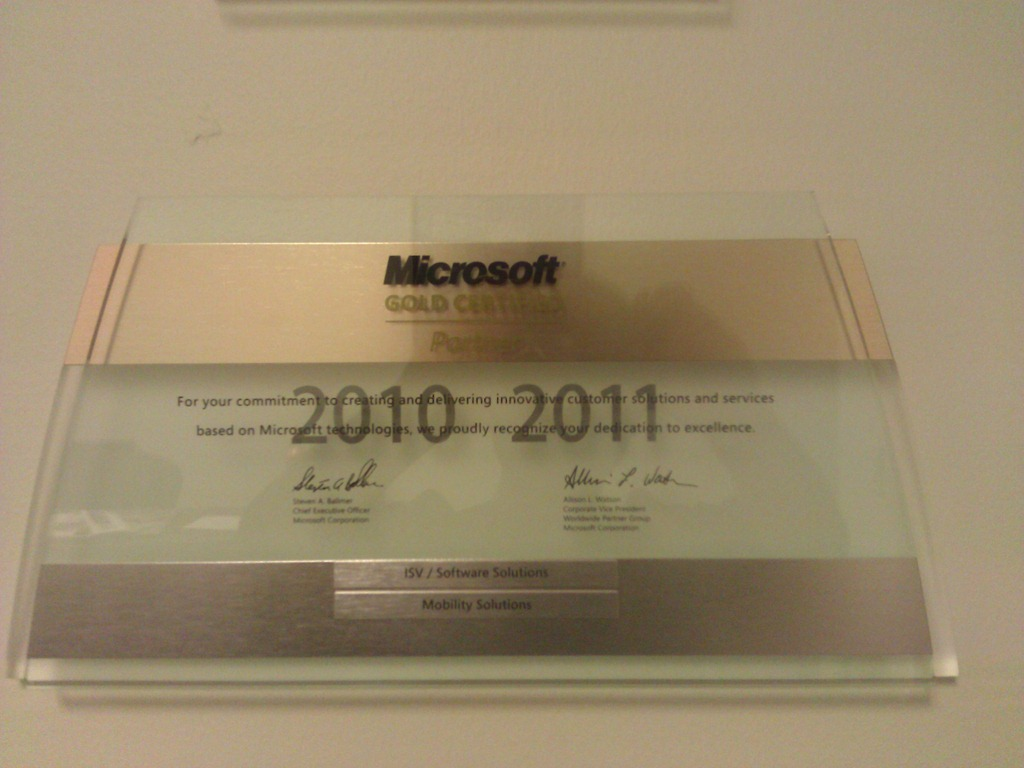 Microsoft
GOLD CERTIFIED
Partner
2010 2011
For your commitment to creating and delivering innovative customer solutions and services
based on Microsoft technologies, we proudly recognize your dedication to excellence.
Steven A. Ballmer
Chief Executive Officer
Microsoft Corporation
Allison L. Watson
Corporate Vice President
Worldwide Partner Group
Microsoft Corporation
ISV / Software Solutions
Mobility Solutions